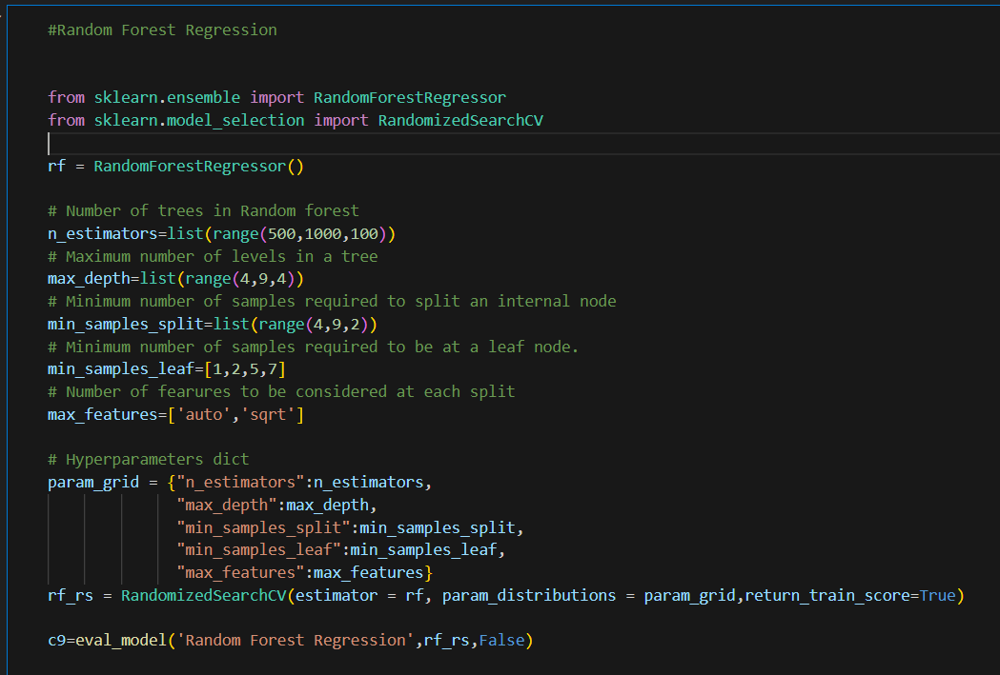 #Random Forest Regression
from sklearn.ensemble import RandomForestRegressor
from sklearn.model_selection import RandomizedSearchCV
rf = RandomForestRegressor()
# Number of trees in Random forest
n_estimators=list(range(500,1000,100))
# Maximum number of levels in a tree
max_depth=list(range(4,9,4))
# Minimum number of samples required to split an internal node
min_samples_split=list(range(4,9,2))
# Minimum number of samples required to be at a leaf node.
min_samples_leaf=[1,2,5,7]
# Number of fearures to be considered at each split
max_features=['auto','sqrt']
# Hyperparameters dict
param_grid = {"n_estimators":n_estimators,
"max_depth":max_depth,
"min_samples_split":min_samples_split,
"min_samples_leaf":min_samples_leaf,
"max_features":max_features}
rf_rs = RandomizedSearchCV(estimator = rf, param_distributions = param_grid,return_train_score=True)
c9=eval_model('Random Forest Regression',rf_rs,False)